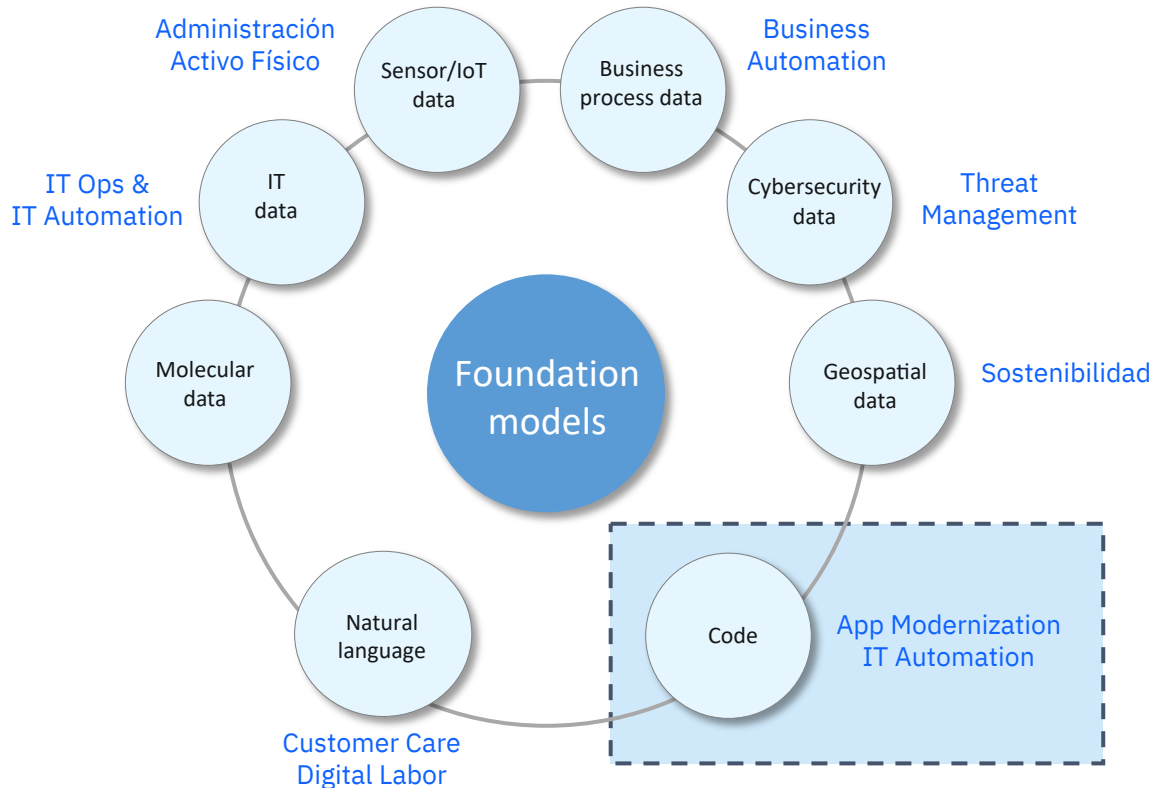 Administración
Activo Físico
Sensor/IoT
data
Business
process data
Business
Automation
IT Ops &
IT Automation
IT
data
Cybersecurity
data
Threat
Management
Molecular
data
Foundation
models
Geospatial
data
Sostenibilidad
Natural
language
Customer Care
Digital Labor
Code
App Modernization
IT Automation